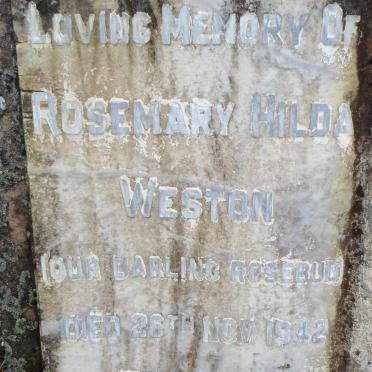 LOVING MEMORY OF
ROSEMARY HILDA
WESTON
(OUR DARLING ROSEBUD)
DIED 26TH NOV 1942